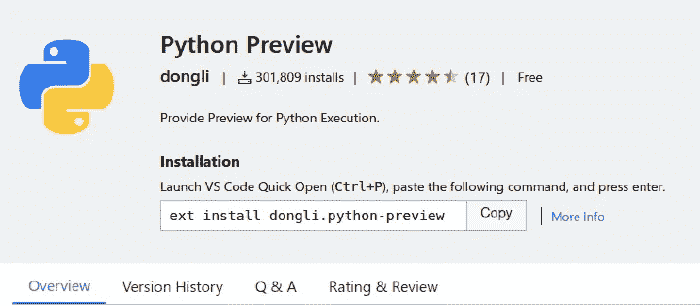 Python Preview
dongli | 301,809 installs | (17) | Free
Provide Preview for Python Execution.
Installation
Launch VS Code Quick Open (Ctrl+P), paste the following command, and press enter.
ext install dongli.python-preview Copy | More Info
Overview Version History Q & A Rating & Review